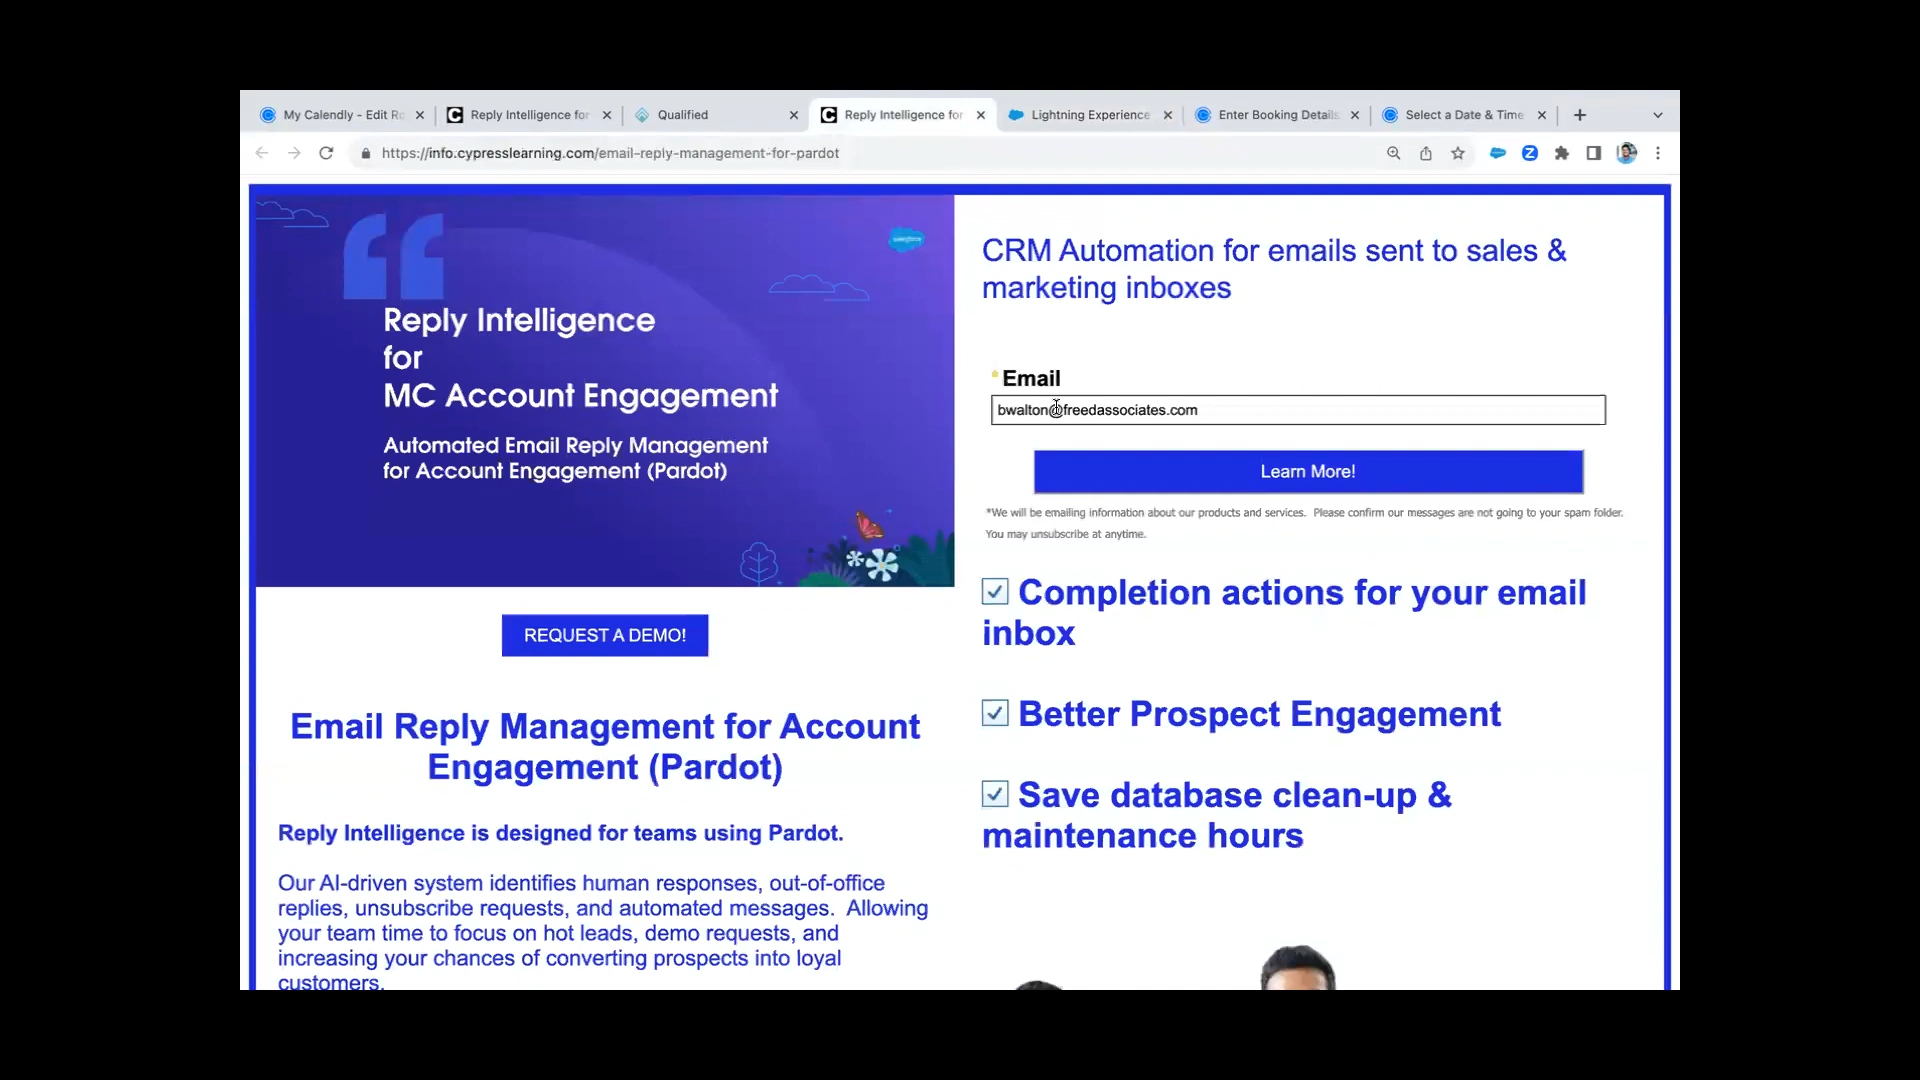 My Calendly - Edit Ro
Reply Intelligence for
Qualified
Reply Intelligence for
Lightning Experience
Enter Booking Details
Select a Date & Time
https://info.cypresslearning.com/email-reply-management-for-pardot
Reply Intelligence
for
MC Account Engagement
Automated Email Reply Management
for Account Engagement (Pardot)
REQUEST A DEMO!
Email Reply Management for Account
Engagement (Pardot)
Reply Intelligence is designed for teams using Pardot.
Our AI-driven system identifies human responses, out-of-office
replies, unsubscribe requests, and automated messages. Allowing
your team time to focus on hot leads, demo requests, and
increasing your chances of converting prospects into loyal
customers.
CRM Automation for emails sent to sales &
marketing inboxes
* Email
bwalton@freedassociates.com
Learn More!
*We will be emailing information about our products and services. Please confirm our messages are not going to your spam folder.
You may unsubscribe at anytime.
Completion actions for your email
inbox
Better Prospect Engagement
Save database clean-up &
maintenance hours